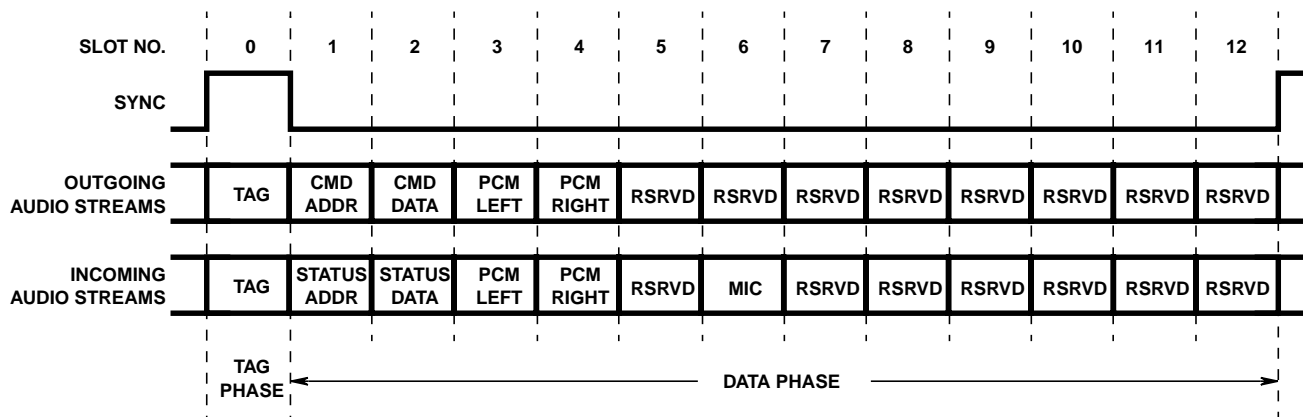 SLOT NO. 0 1 2 3 4 5 6 7 8 9 10 11 12
SYNC
OUTGOING
AUDIO STREAMS
TAG
CMD
ADDR
CMD
DATA
PCM
LEFT
PCM
RIGHT
RSRVD
RSRVD
RSRVD
RSRVD
RSRVD
RSRVD
RSRVD
RSRVD
INCOMING
AUDIO STREAMS
TAG
STATUS
ADDR
STATUS
DATA
PCM
LEFT
PCM
RIGHT
RSRVD
MIC
RSRVD
RSRVD
RSRVD
RSRVD
RSRVD
RSRVD
TAG
PHASE
DATA PHASE